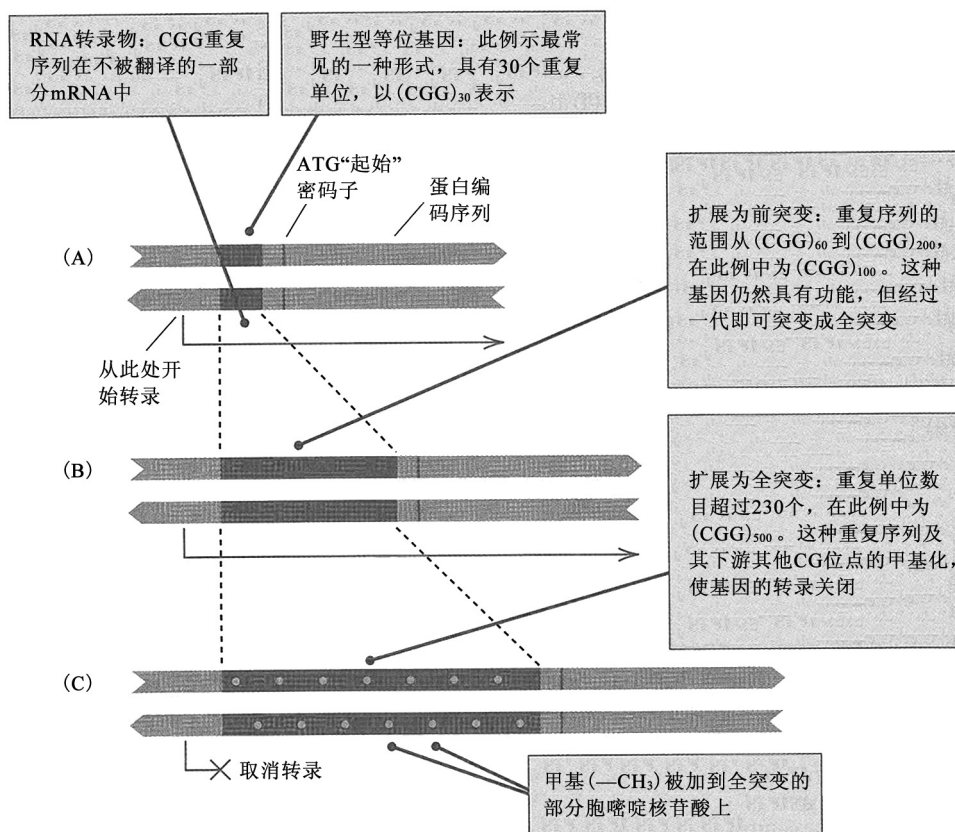 RNA转录物：CGG重复
序列在不被翻译的一部
分mRNA中
野生型等位基因：此例示最常
见的一种形式，具有30个重复
单位，以(CGG)₃₀表示
ATG“起始”
密码子
蛋白编
码序列
(A)
从此处开
始转录
扩展为前突变：重复序列的
范围从(CGG)₆₀到(CGG)₂₀₀，
在此例中为(CGG)₁₀₀。这种
基因仍然具有功能，但经过
一代即可突变成全突变
(B)
扩展为全突变：重复单位数
目超过230个，在此例中为
(CGG)₅₀₀。这种重复序列及
其下游其他CG位点的甲基化，
使基因的转录关闭
(C)
取消转录
甲基(—CH₃)被加到全突变的
部分胞嘧啶核苷酸上